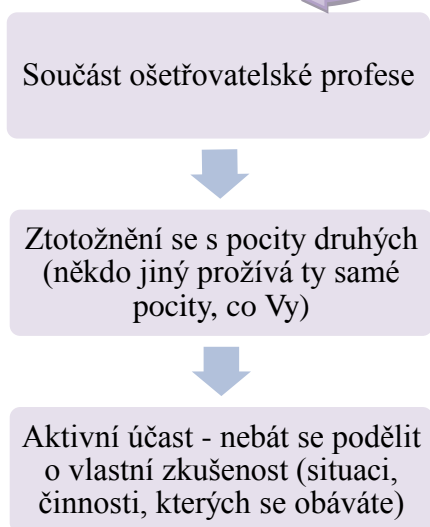 Součást ošetřovatelské profese
Ztotožnění se s pocity druhých
(někdo jiný prožívá ty samé
pocity, co Vy)
Aktivní účast - nebát se podělit
o vlastní zkušenost (situaci,
činnosti, kterých se obáváte)